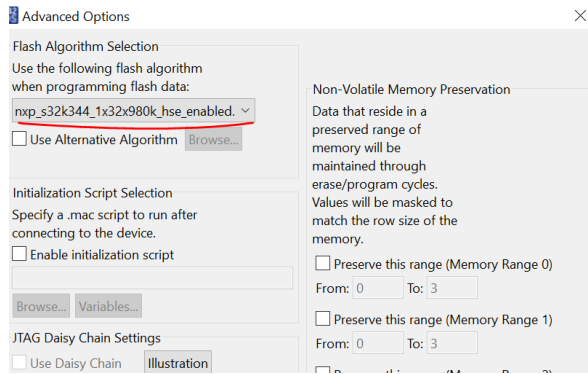 Advanced Options
Flash Algorithm Selection
Use the following flash algorithm
when programming flash data:
nxp_s32k344_1x32x980k_hse_enabled.
Use Alternative Algorithm Browse...
Initialization Script Selection
Specify a .mac script to run after
connecting to the device.
Enable initialization script
Browse... Variables...
JTAG Daisy Chain Settings
Use Daisy Chain Illustration
Non-Volatile Memory Preservation
Data that reside in a
preserved range of
memory will be
maintained through
erase/program cycles.
Values will be masked to
match the row size of the
memory.
Preserve this range (Memory Range 0)
From: 0 To: 3
Preserve this range (Memory Range 1)
From: 0 To: 3